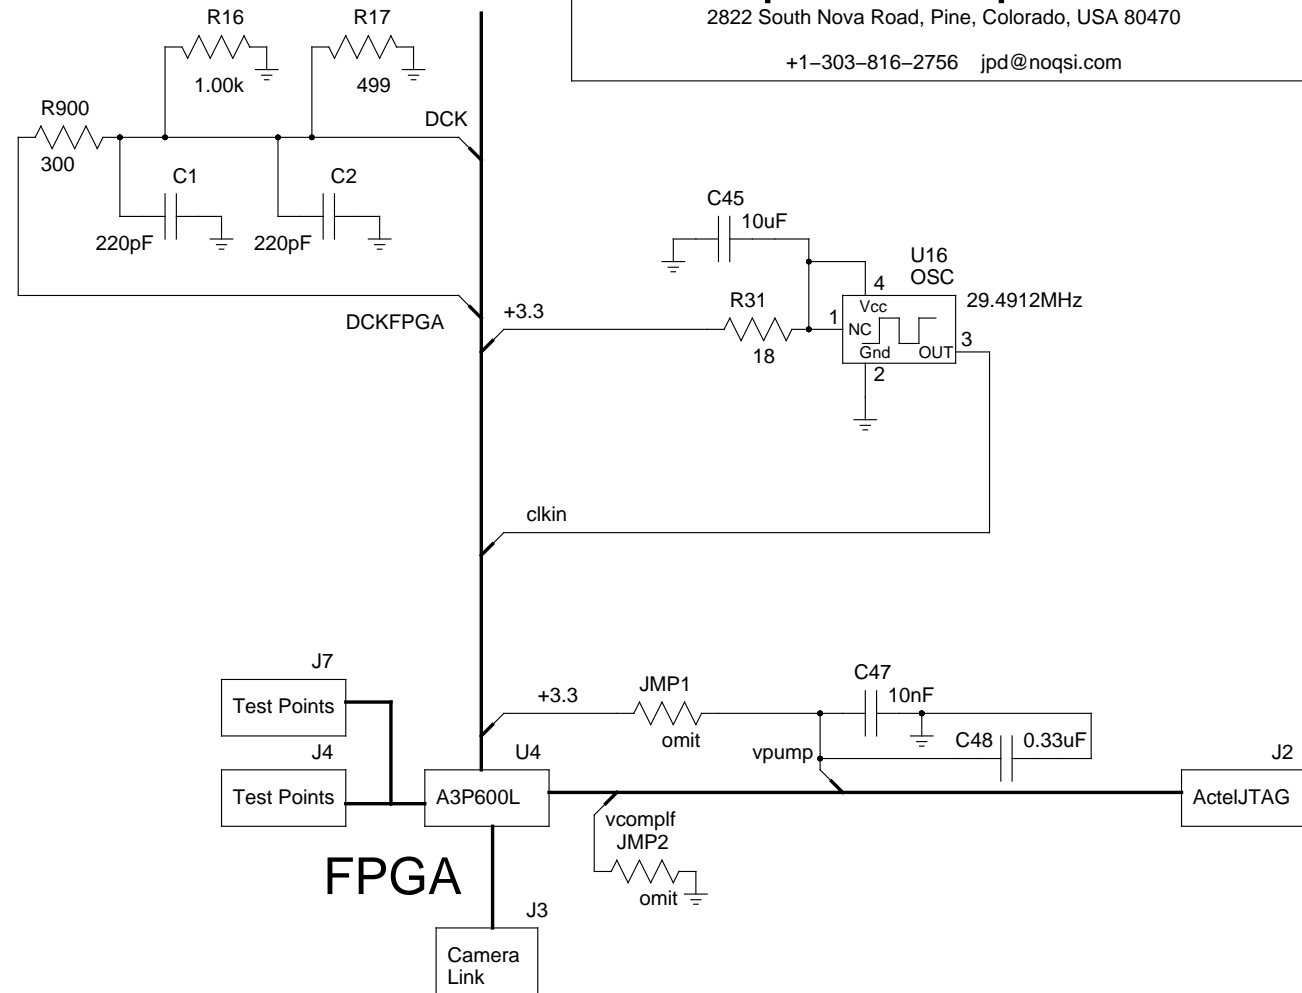 2822 South Nova Road, Pine, Colorado, USA 80470
+1−303−816−2756 jpd@noqsi.com
R16
1.00k
R17
499
R900
300
DCK
C1
220pF
C2
220pF
DCKFPGA
C45
10uF
U16
OSC
29.4912MHz
+3.3
R31
18
4
Vcc
1
NC
Gnd
OUT
3
2
clkin
J7
Test Points
J4
Test Points
+3.3
JMP1
omit
C47
10nF
C48
0.33uF
vpump
U4
A3P600L
J2
ActelJTAG
vcomplf
JMP2
omit
FPGA
J3
Camera
Link